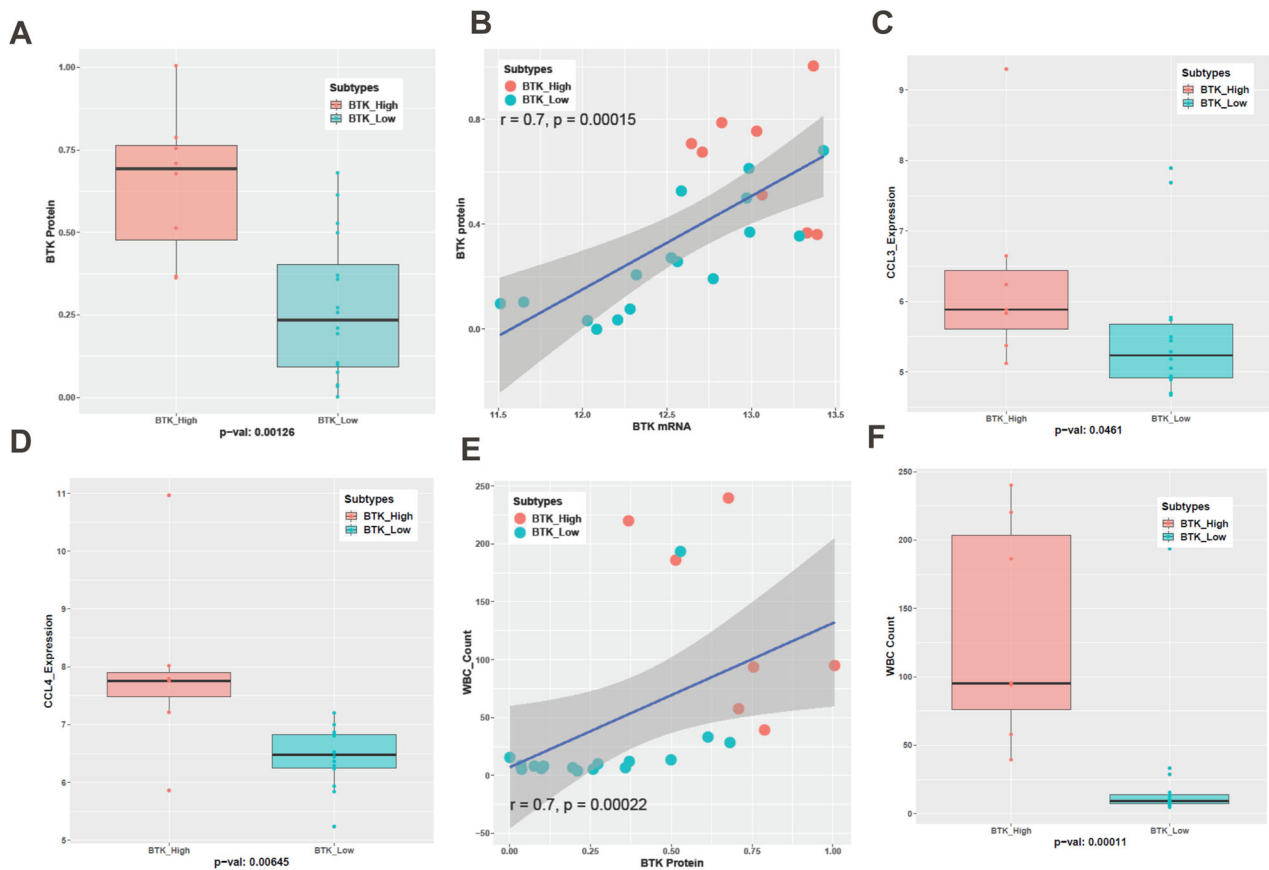 A
BTK Protein
1.00
0.75
0.50
0.25
0.00
Subtypes
BTK_High
BTK_Low
BTK_High
BTK_Low
p-val: 0.00126
B
BTK protein
0.8
0.4
0.0
Subtypes
BTK_High
BTK_Low
r = 0.7, p = 0.00015
11.5
12.0
12.5
13.0
13.5
BTK mRNA
C
CCL3_Expression
9
8
7
6
5
Subtypes
BTK_High
BTK_Low
BTK_High
BTK_Low
p-val: 0.0461
D
CCL4_Expression
11
10
9
8
7
6
5
Subtypes
BTK_High
BTK_Low
BTK_High
BTK_Low
p-val: 0.00645
E
WBC_Count
250
200
150
100
50
0
-50
Subtypes
BTK_High
BTK_Low
r = 0.7, p = 0.00022
0.00
0.25
0.50
0.75
1.00
BTK Protein
F
WBC Count
250
200
150
100
50
0
Subtypes
BTK_High
BTK_Low
BTK_High
BTK_Low
p-val: 0.00011